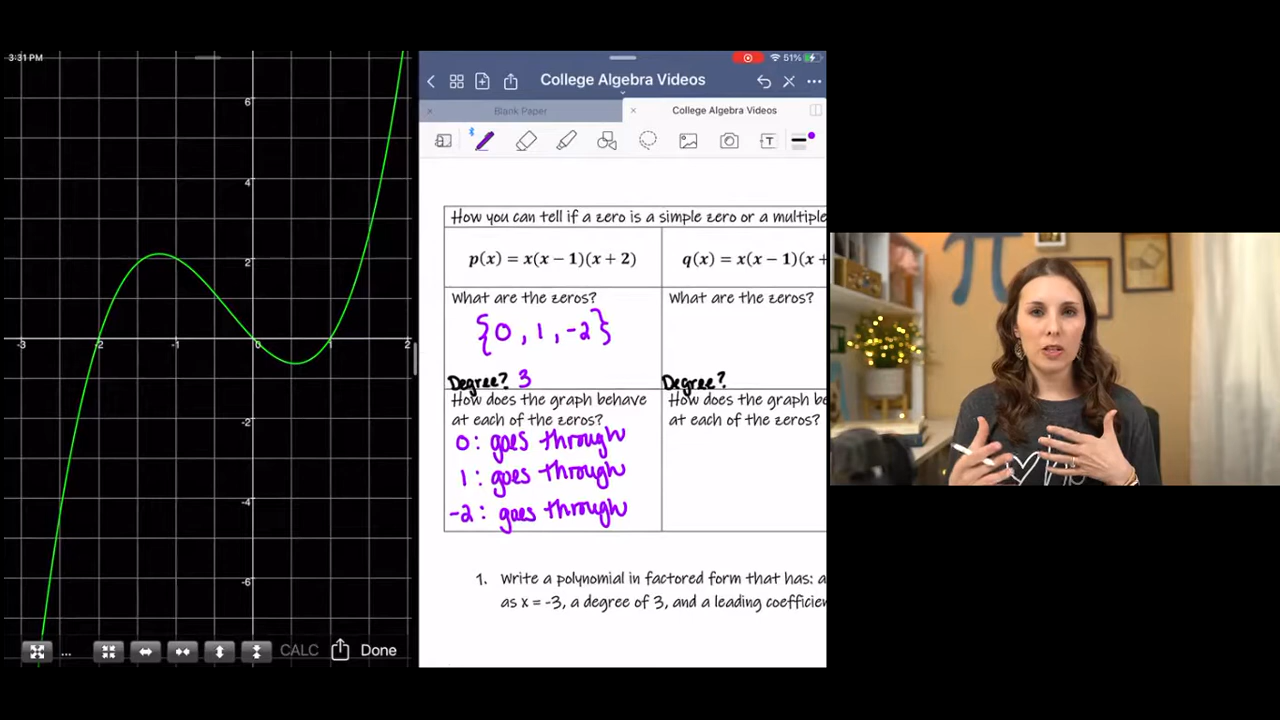 3:31 PM
6
4
2
-3
-2
-1
0
1
2
-2
-4
-6
...
CALC
Done
51%
College Algebra Videos
Blank Paper
College Algebra Videos
T
How you can tell if a zero is a simple zero or a multiple
p(x) = x(x − 1)(x + 2)
q(x) = x(x − 1)(x +
What are the zeros?
What are the zeros?
{0, 1, -2}
Degree? 3
Degree?
How does the graph behave
at each of the zeros?
How does the graph be
at each of the zeros?
0: goes through
1: goes through
-2: goes through
1. Write a polynomial in factored form that has: a
as x = -3, a degree of 3, and a leading coefficien